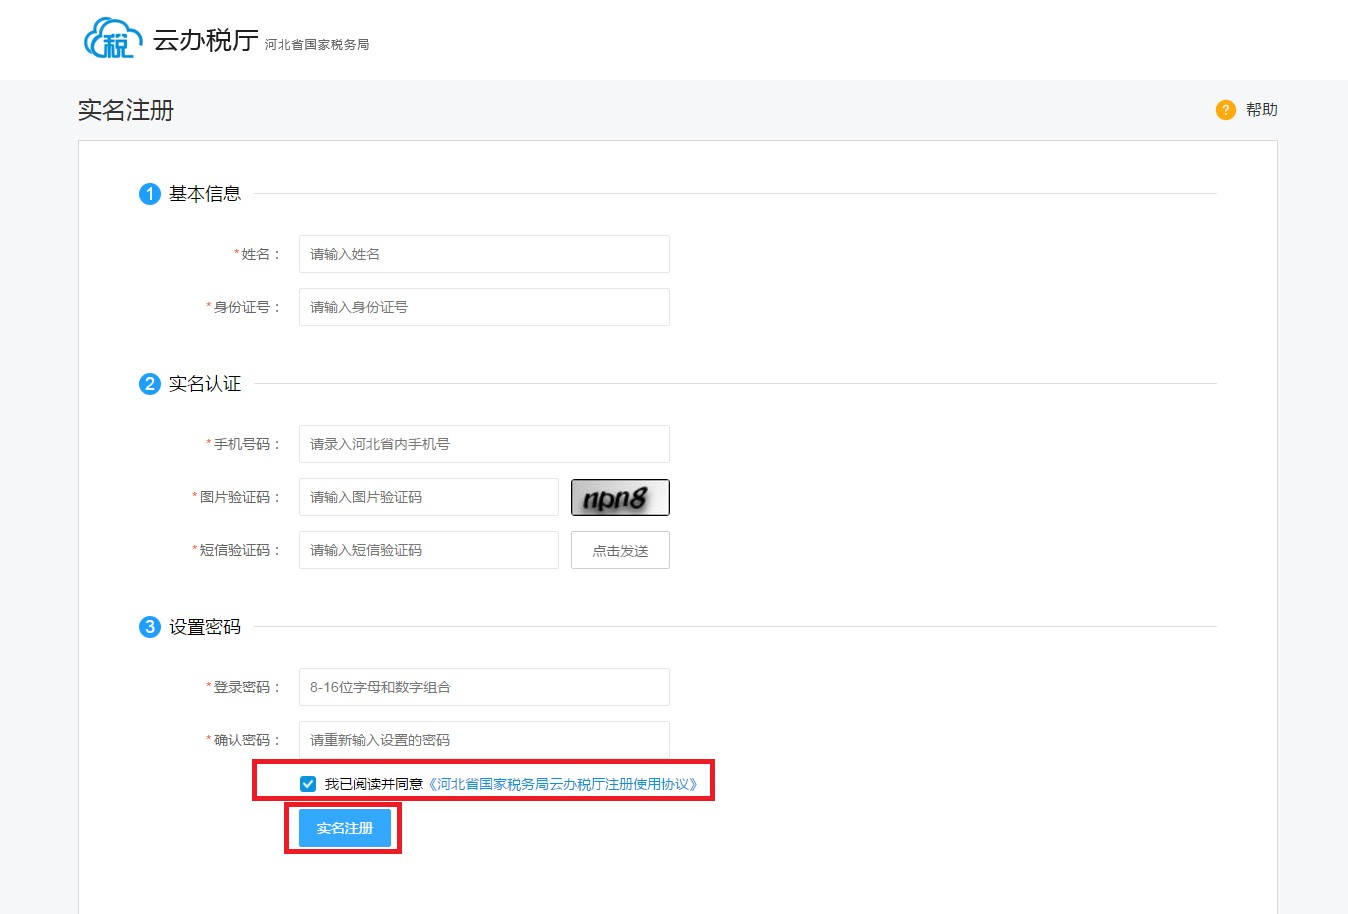 税 云办税厅 河北省国家税务局
实名注册
? 帮助
1 基本信息
*姓名： 请输入姓名
*身份证号： 请输入身份证号
2 实名认证
*手机号码： 请录入河北省内手机号
*图片验证码： 请输入图片验证码 npn8
*短信验证码： 请输入短信验证码 点击发送
3 设置密码
*登录密码： 8-16位字母和数字组合
*确认密码： 请重新输入设置的密码
我已阅读并同意《河北省国家税务局云办税厅注册使用协议》
实名注册